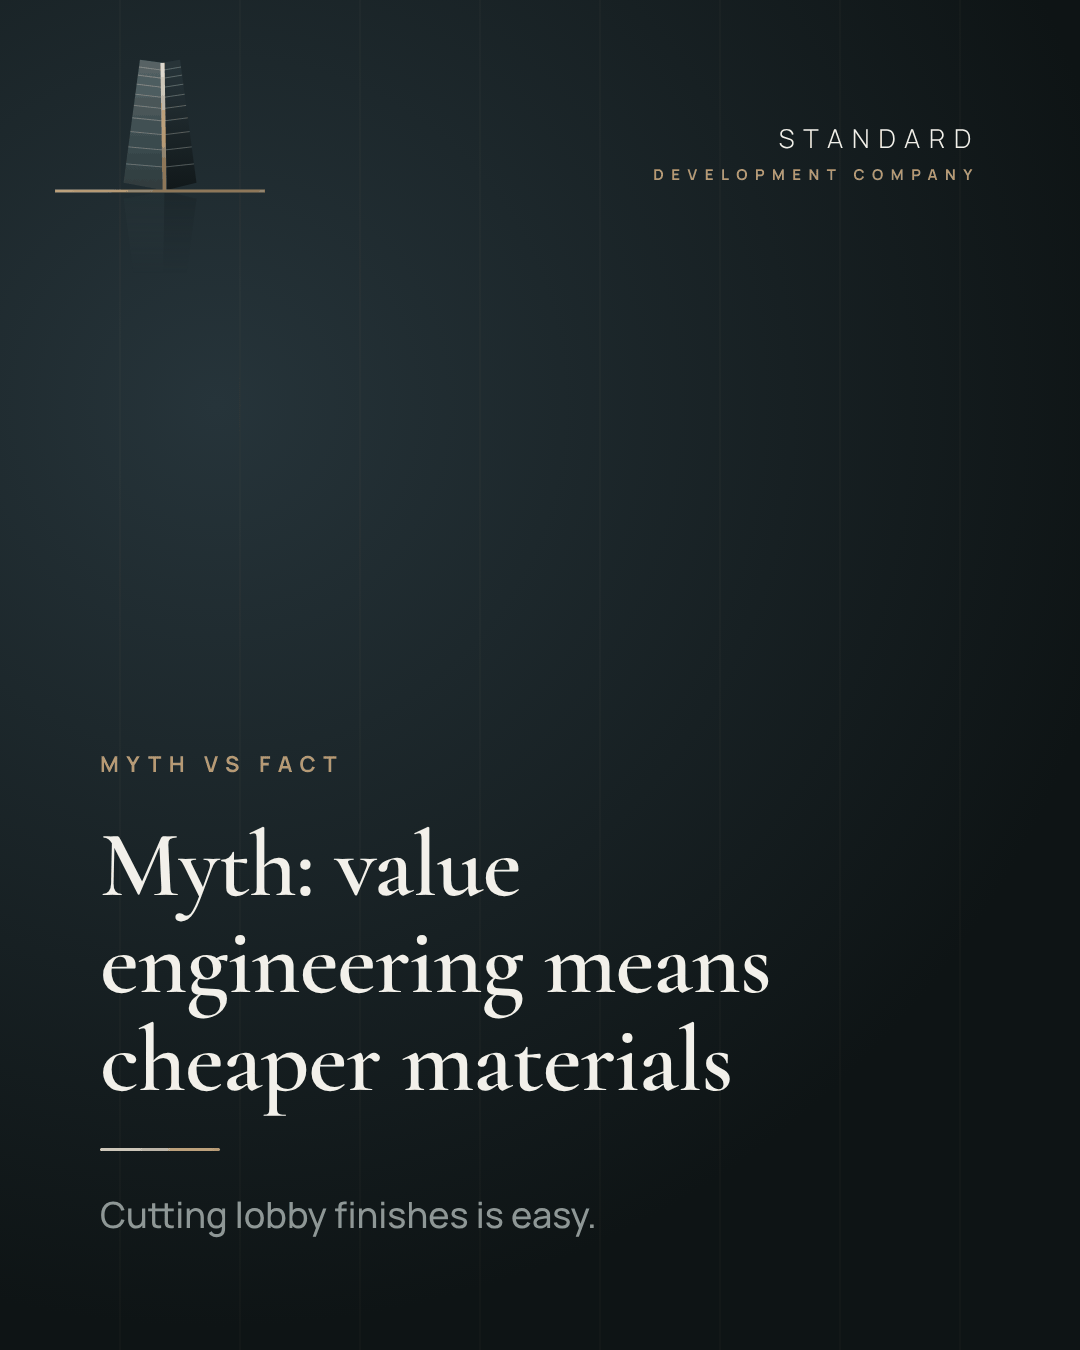 STANDARD
DEVELOPMENT COMPANY
MYTH VS FACT
Myth: value
engineering means
cheaper materials
Cutting lobby finishes is easy.